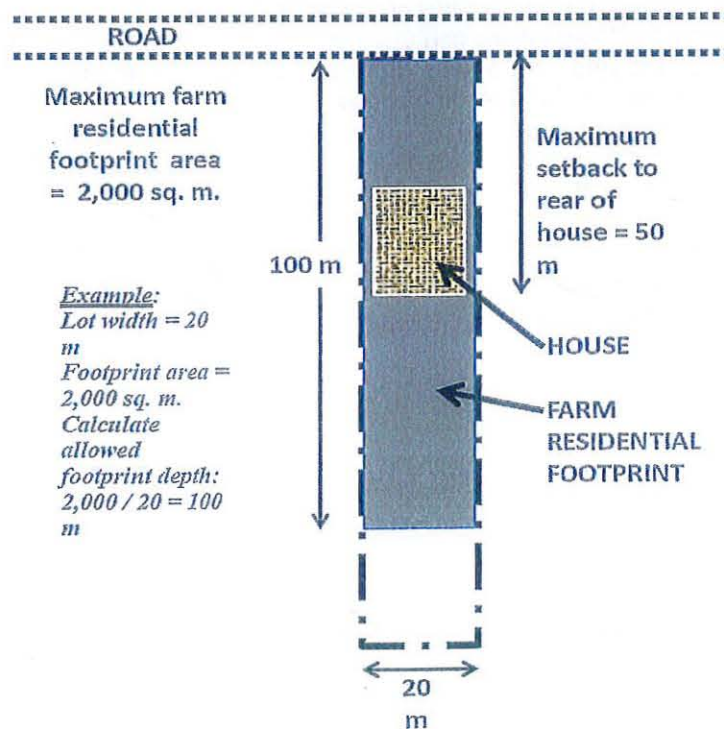 ROAD
Maximum farm
residential
footprint area
= 2,000 sq. m.
Maximum
setback to
rear of
house = 50
m
100 m
Example:
Lot width = 20
m
Footprint area =
2,000 sq. m.
Calculate
allowed
footprint depth:
2,000 / 20 = 100
m
HOUSE
FARM
RESIDENTIAL
FOOTPRINT
20
m